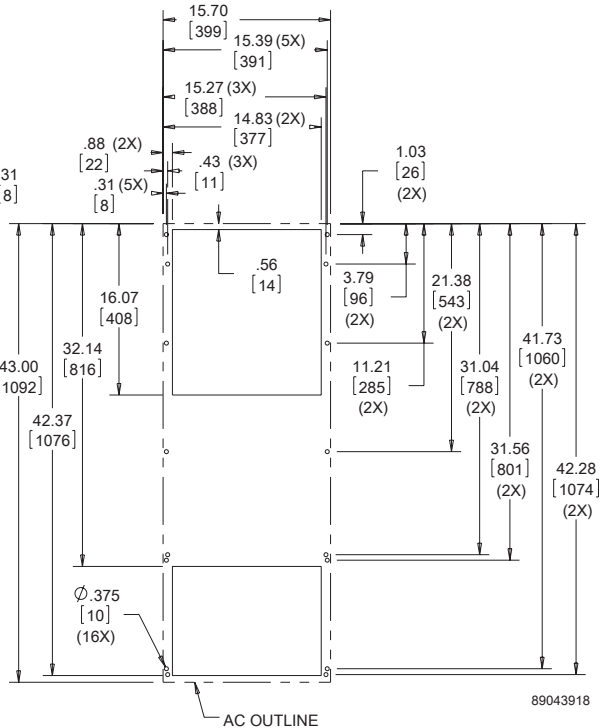 15.70
[399]
15.39 (5X)
[391]
15.27 (3X)
[388]
14.83 (2X)
[377]
.88 (2X)
[22]
.43 (3X)
[11]
.31 (5X)
[8]
31
[8]
1.03
[26]
(2X)
.56
[14]
3.79
[96]
(2X)
21.38
[543]
(2X)
16.07
[408]
32.14
[816]
43.00
1092]
42.37
[1076]
11.21
[285]
(2X)
31.04
[788]
(2X)
41.73
[1060]
(2X)
31.56
[801]
(2X)
42.28
[1074]
(2X)
Ø.375
[10]
(16X)
89043918
AC OUTLINE